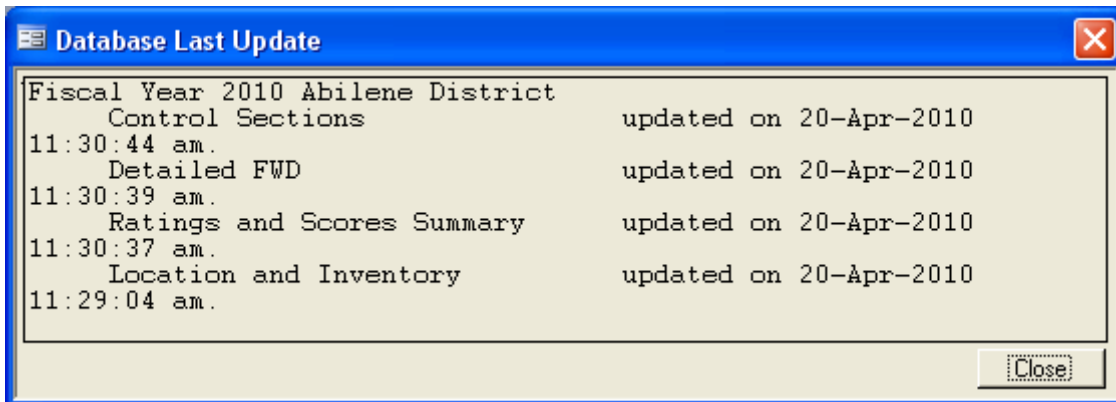 Database Last Update
Fiscal Year 2010 Abilene District
Control Sections updated on 20-Apr-2010
11:30:44 am.
Detailed FWD updated on 20-Apr-2010
11:30:39 am.
Ratings and Scores Summary updated on 20-Apr-2010
11:30:37 am.
Location and Inventory updated on 20-Apr-2010
11:29:04 am.
Close